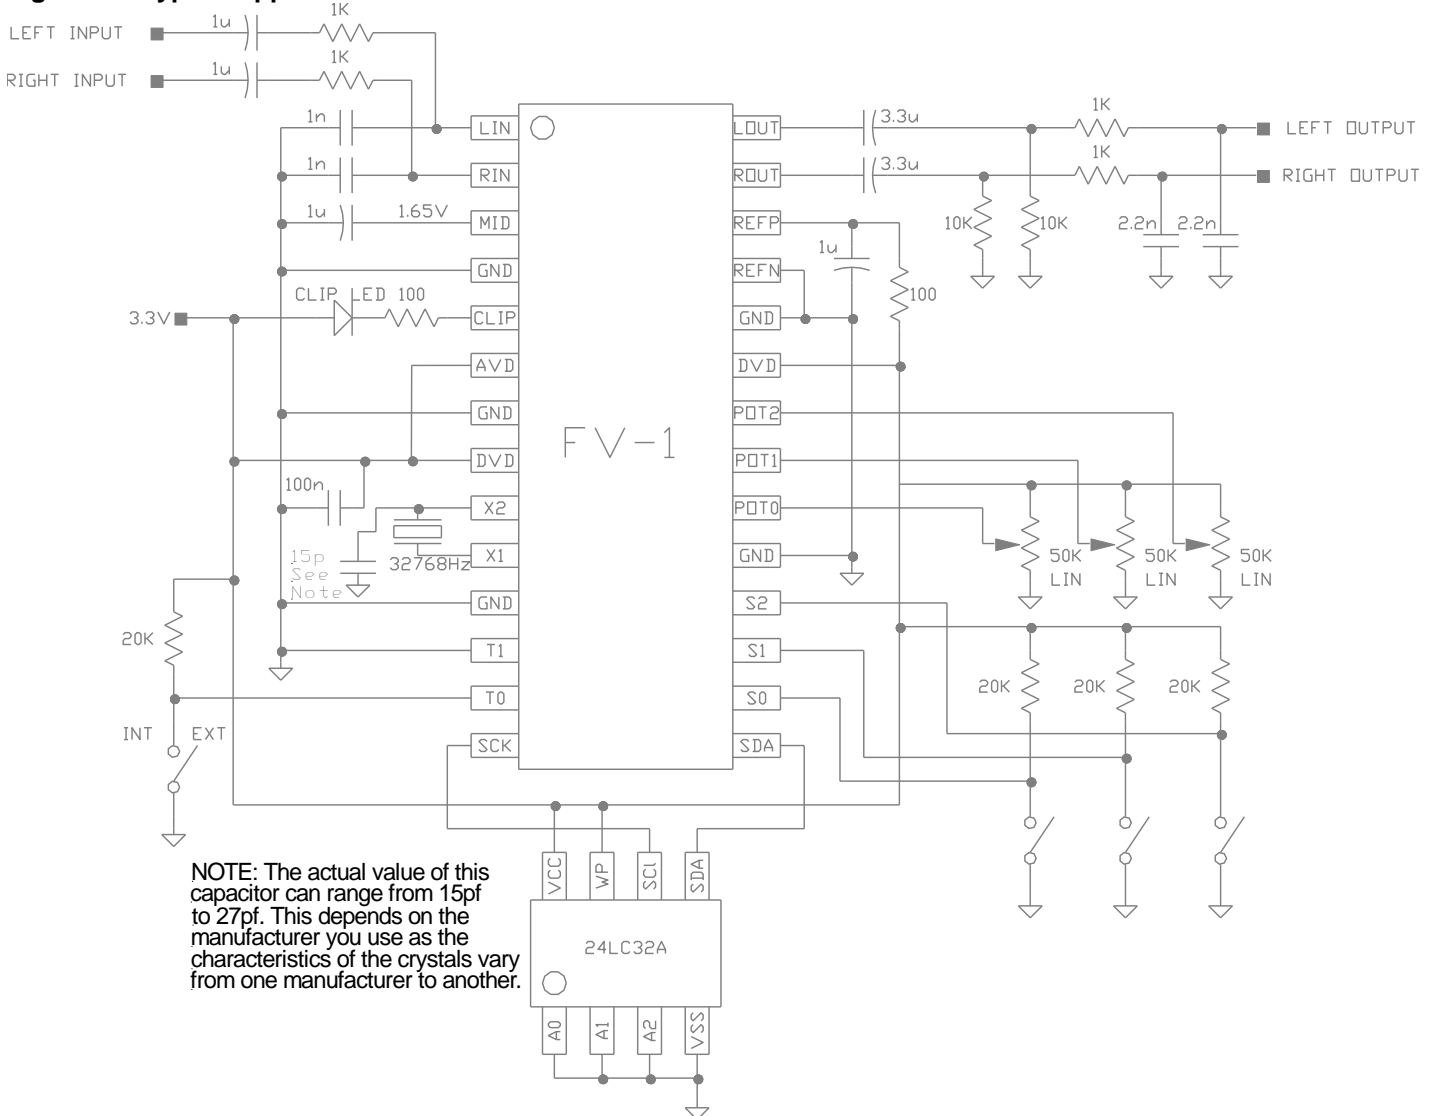 LEFT INPUT
1u
1K
RIGHT INPUT
1u
1K
1n
LIN
1n
RIN
1u
1.65V
MID
GND
CLIP LED 100
3.3V
CLIP
AVD
GND
FV-1
DVD
100n
X2
15p
See
Note
32768Hz
X1
GND
20K
T1
T0
INT
EXT
SCK
LOUT
3.3u
1K
LEFT OUTPUT
ROUT
3.3u
1K
RIGHT OUTPUT
REFP
10K
10K
2.2n
2.2n
1u
REFN
100
GND
DVD
POT2
POT1
POT0
GND
50K
LIN
50K
LIN
50K
LIN
S2
S1
S0
20K
20K
20K
SDA
VCC
WP
SCl
SDA
24LC32A
A0
A1
A2
VSS
NOTE: The actual value of this
capacitor can range from 15pf
to 27pf. This depends on the
manufacturer you use as the
characteristics of the crystals vary
from one manufacturer to another.